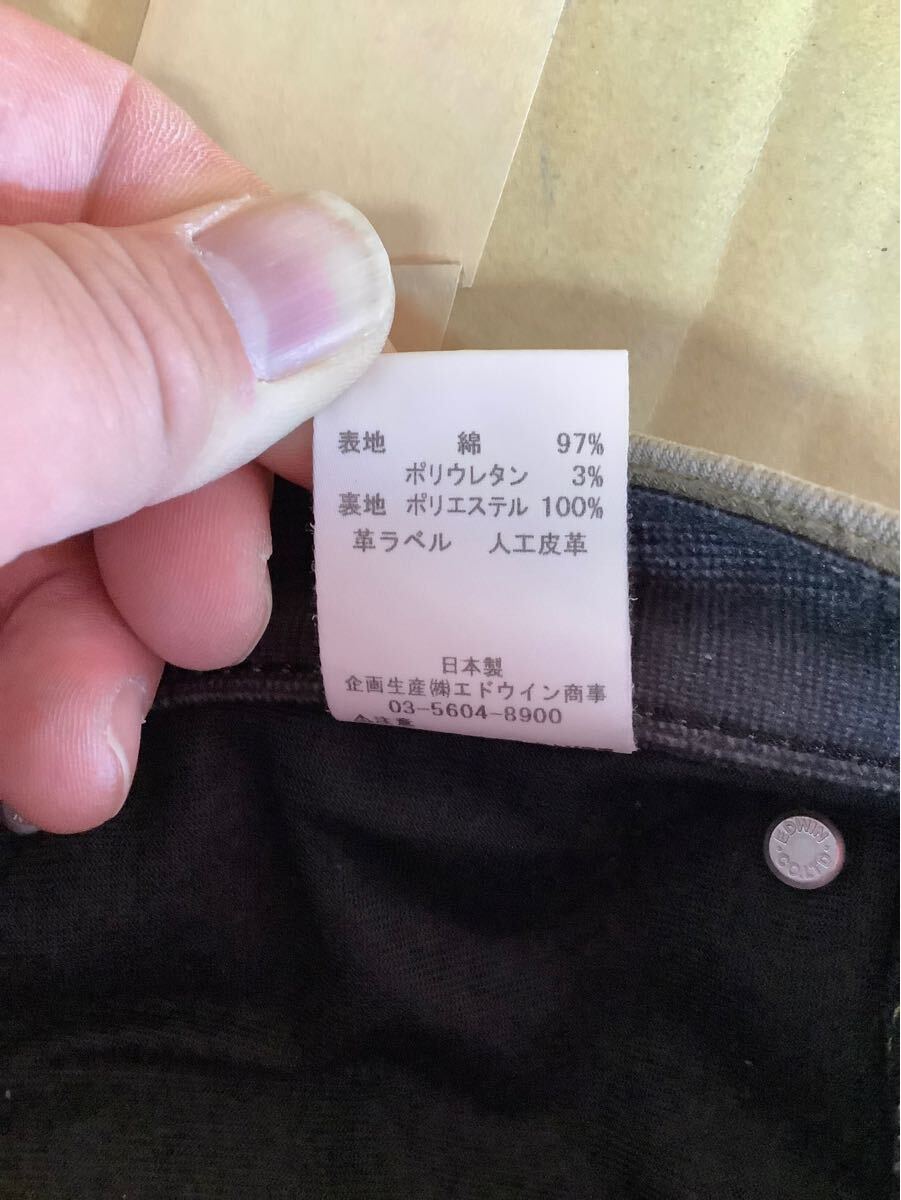 表地 綿 97%
ポリウレタン 3%
裏地 ポリエステル 100%
革ラベル 人工皮革
日本製
企画生産㈱エドウイン商事
03-5604-8900
EDWIN
CO.LTD